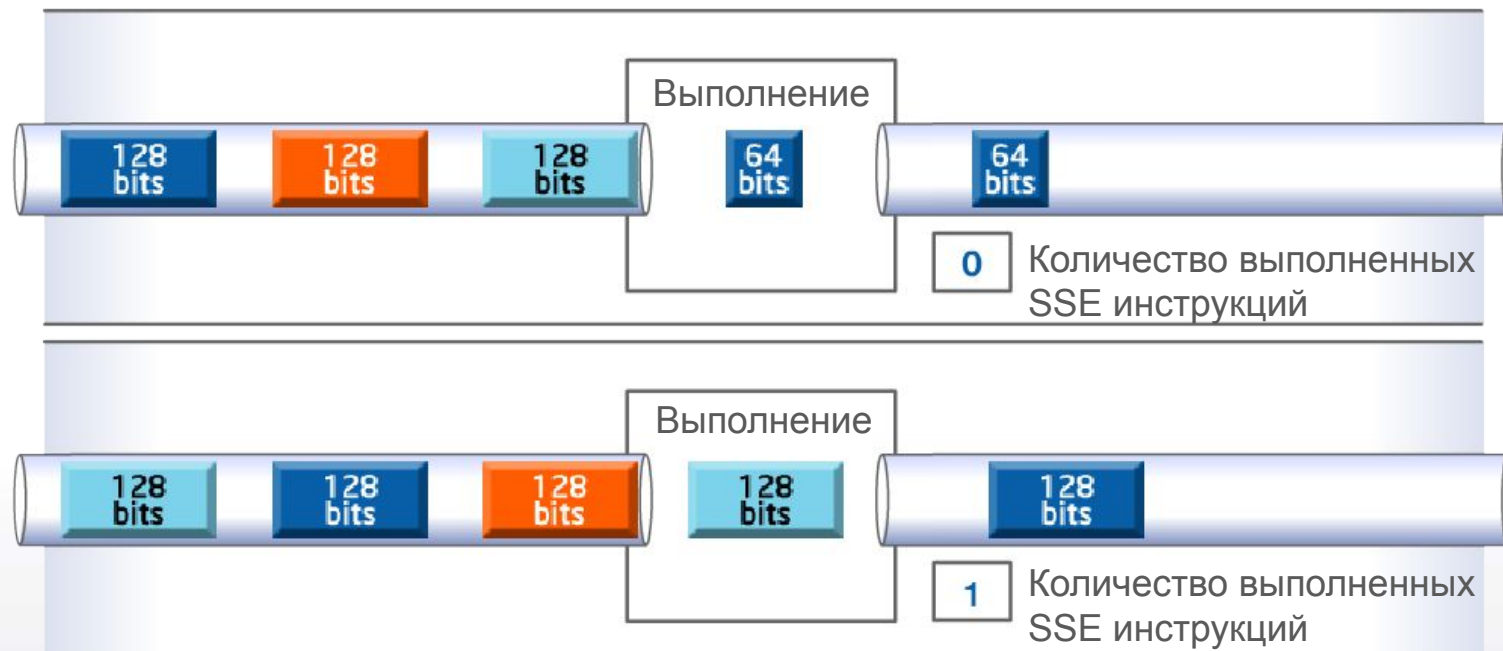 Выполнение
128
bits
128
bits
128
bits
64
bits
64
bits
0
Количество выполненных
SSE инструкций
Выполнение
128
bits
128
bits
128
bits
128
bits
128
bits
1
Количество выполненных
SSE инструкций